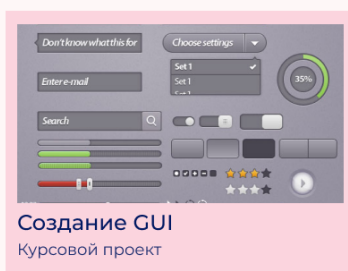 Don't know what this for
Choose settings
Set 1
Set 1
Enter e-mail
35%
Search
Создание GUI
Курсовой проект